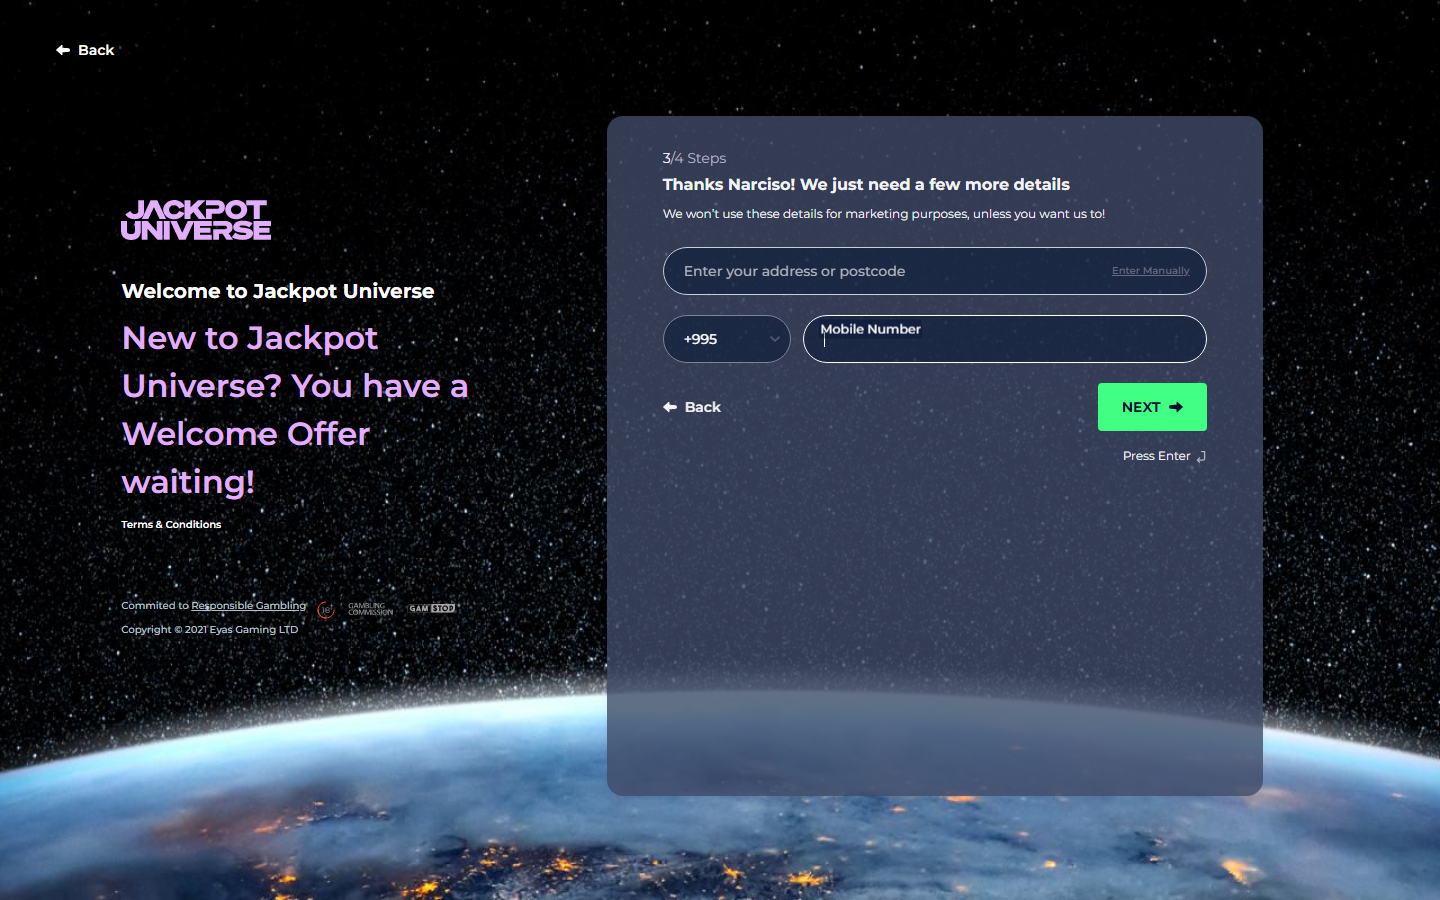 Back
JACKPOT
UNIVERSE
Welcome to Jackpot Universe
New to Jackpot
Universe? You have a
Welcome Offer
waiting!
Terms & Conditions
Commited to Responsible Gambling
18+
GAMBLING
COMMISSION
GAMSTOP
Copyright © 2021 Eyas Gaming LTD
3/4 Steps
Thanks Narciso! We just need a few more details
We won't use these details for marketing purposes, unless you want us to!
Enter your address or postcode
Enter Manually
+995
Mobile Number
Back
NEXT
Press Enter